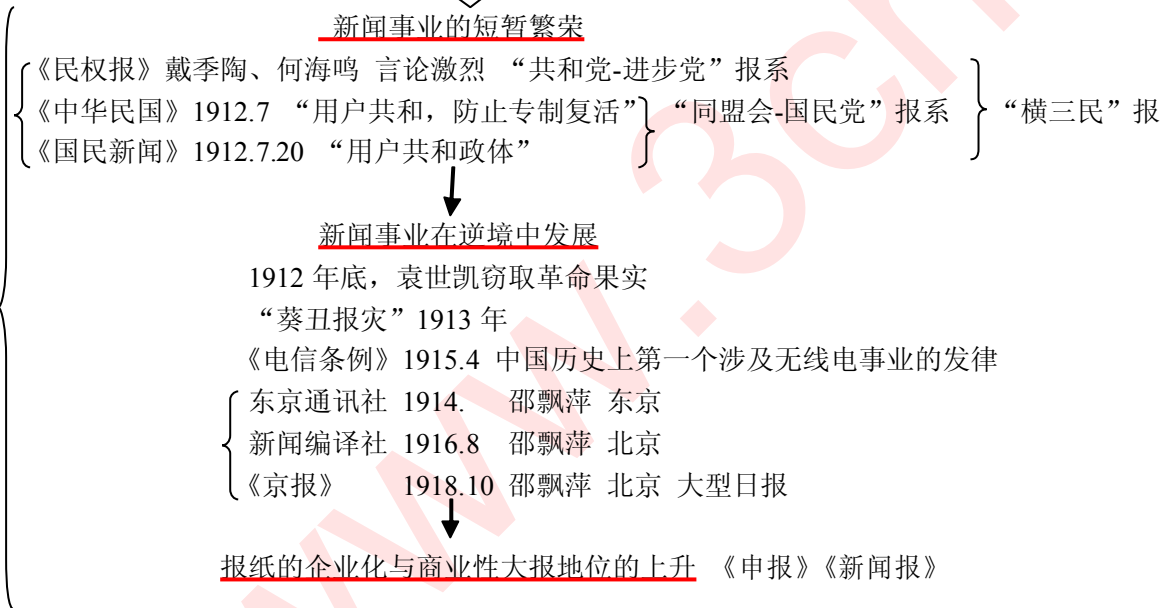 新闻事业的短暂繁荣
《民权报》戴季陶、何海鸣 言论激烈 “共和党-进步党”报系
《中华民国》1912.7 “用户共和，防止专制复活” “同盟会-国民党”报系 “横三民”报
《国民新闻》1912.7.20 “用户共和政体”
新闻事业在逆境中发展
1912 年底，袁世凯窃取革命果实
“葵丑报灾”1913 年
《电信条例》1915.4 中国历史上第一个涉及无线电事业的发律
东京通讯社 1914. 邵飘萍 东京
新闻编译社 1916.8 邵飘萍 北京
《京报》 1918.10 邵飘萍 北京 大型日报
报纸的企业化与商业性大报地位的上升 《申报》《新闻报》
www.3ch